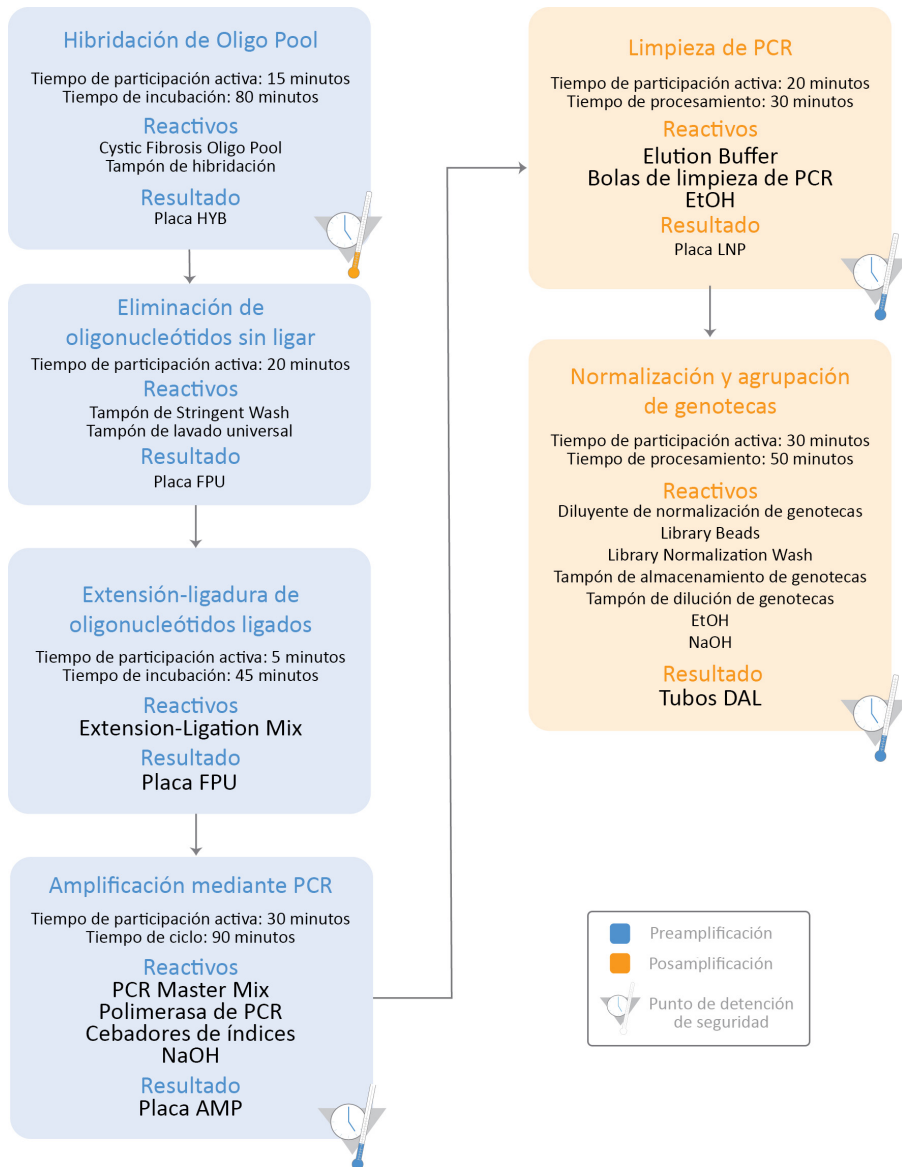 Hibridación de Oligo Pool
Tiempo de participación activa: 15 minutos
Tiempo de incubación: 80 minutos
Reactivos
Cystic Fibrosis Oligo Pool
Tampón de hibridación
Resultado
Placa HYB
Eliminación de
oligonucleótidos sin ligar
Tiempo de participación activa: 20 minutos
Reactivos
Tampón de Stringent Wash
Tampón de lavado universal
Resultado
Placa FPU
Extensión-ligadura de
oligonucleótidos ligados
Tiempo de participación activa: 5 minutos
Tiempo de incubación: 45 minutos
Reactivos
Extension-Ligation Mix
Resultado
Placa FPU
Amplificación mediante PCR
Tiempo de participación activa: 30 minutos
Tiempo de ciclo: 90 minutos
Reactivos
PCR Master Mix
Polimerasa de PCR
Cebadores de índices
NaOH
Resultado
Placa AMP
Limpieza de PCR
Tiempo de participación activa: 20 minutos
Tiempo de procesamiento: 30 minutos
Reactivos
Elution Buffer
Bolas de limpieza de PCR
EtOH
Resultado
Placa LNP
Normalización y agrupación
de genotecas
Tiempo de participación activa: 30 minutos
Tiempo de procesamiento: 50 minutos
Reactivos
Diluyente de normalización de genotecas
Library Beads
Library Normalization Wash
Tampón de almacenamiento de genotecas
Tampón de dilución de genotecas
EtOH
NaOH
Resultado
Tubos DAL
Preamplificación
Posamplificación
Punto de detención
de seguridad